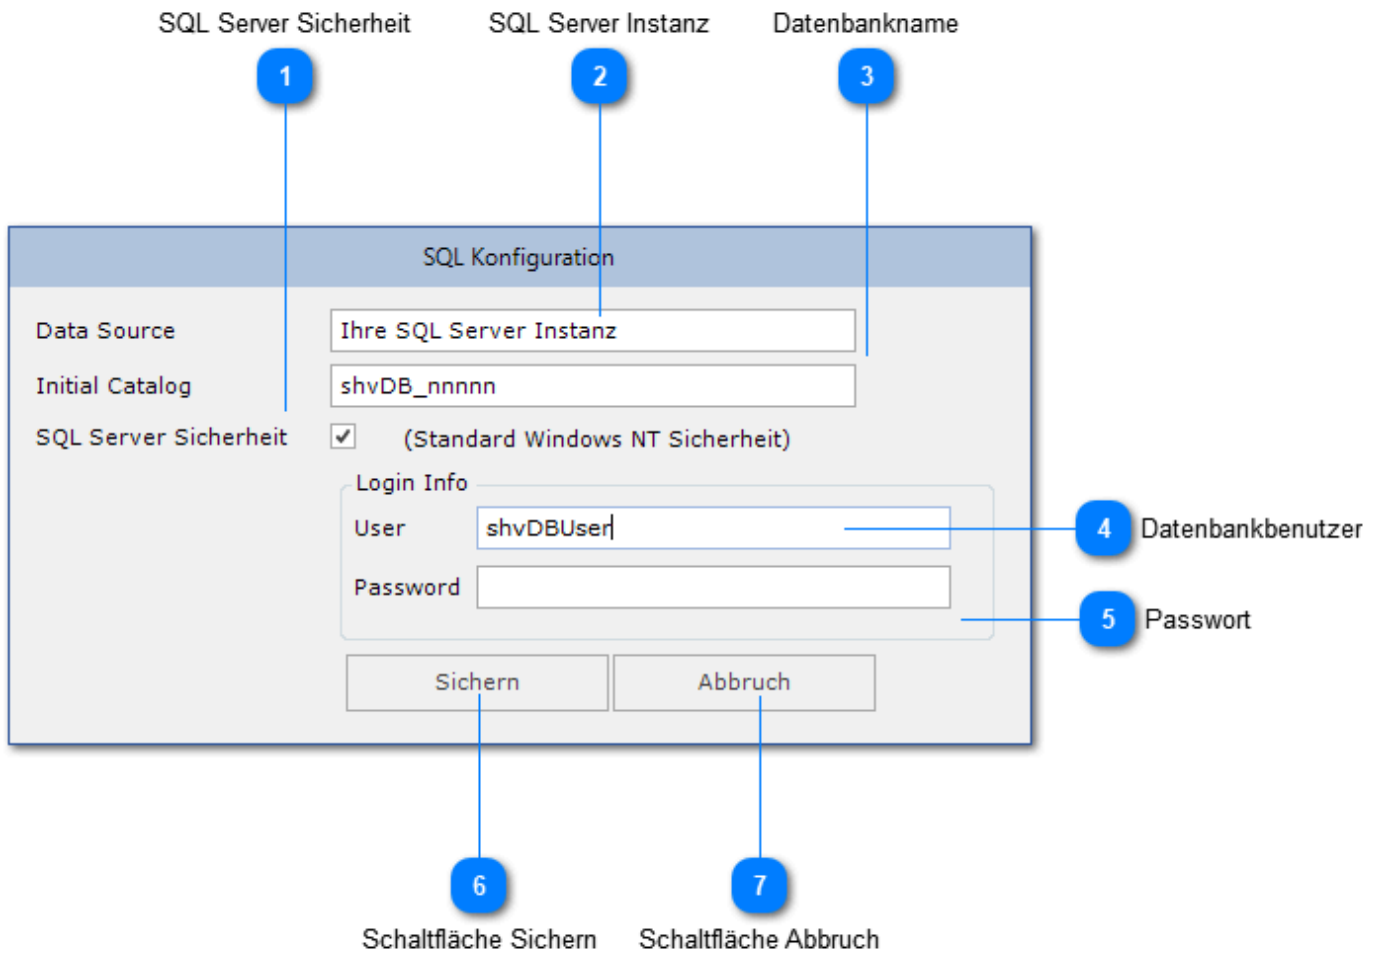 SQL Server Sicherheit
SQL Server Instanz
Datenbankname
1
2
3
SQL Konfiguration
Data Source
Ihre SQL Server Instanz
Initial Catalog
shvDB_nnnnn
SQL Server Sicherheit
(Standard Windows NT Sicherheit)
Login Info
User
shvDBUser
4
Datenbankbenutzer
Password
5
Passwort
Sichern
Abbruch
6
7
Schaltfläche Sichern
Schaltfläche Abbruch